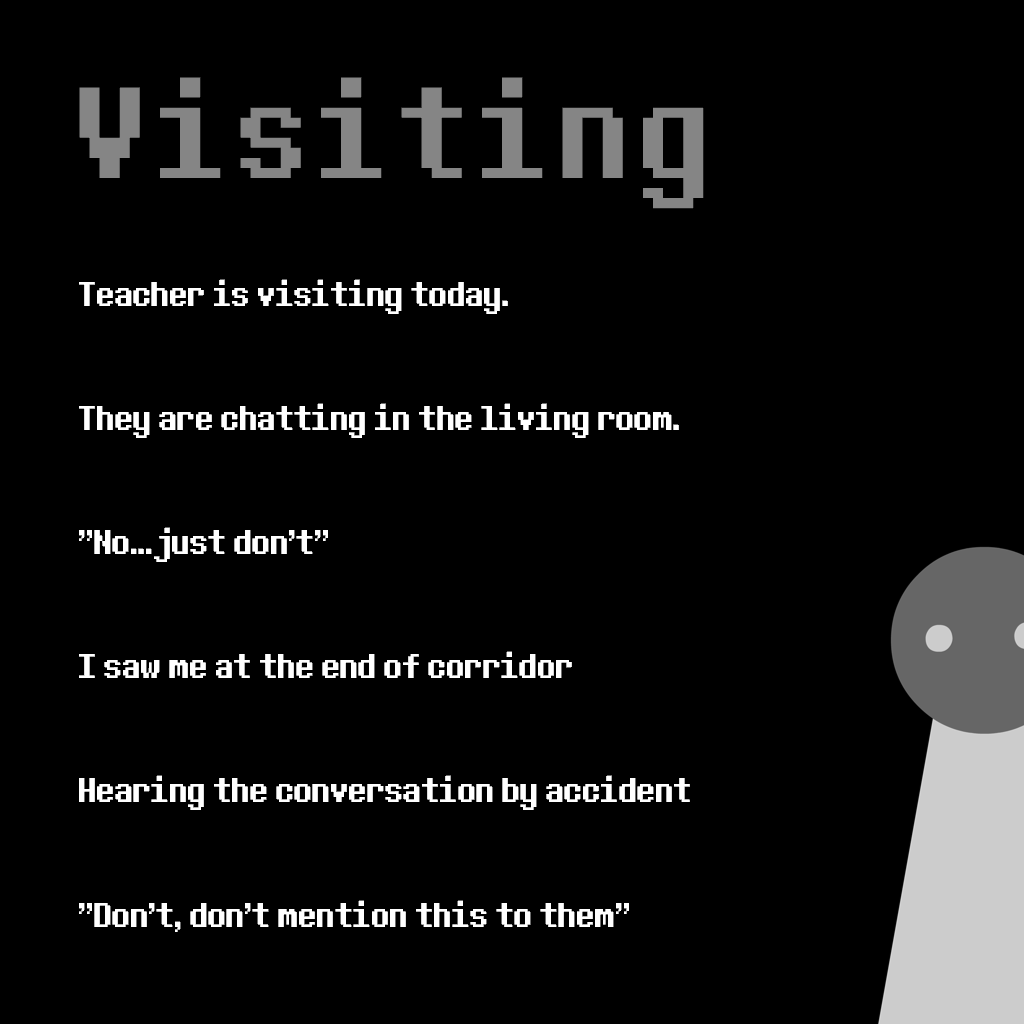 Visiting
Teacher is visiting today.
They are chatting in the living room.
”No...just don’t”
I saw me at the end of corridor
Hearing the conversation by accident
”Don’t, don’t mention this to them”